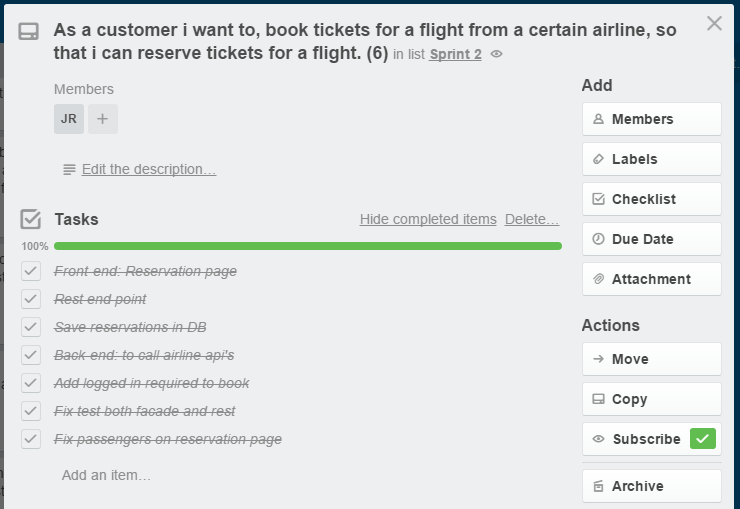 As a customer i want to, book tickets for a flight from a certain airline, so
that i can reserve tickets for a flight. (6) in list Sprint 2
Members
JR +
Edit the description…
Tasks Hide completed items Delete…
100%
Front end: Reservation page
Rest end point
Save reservations in DB
Back end: to call airline api's
Add logged in required to book
Fix test both facade and rest
Fix passengers on reservation page
Add an item…
Add
Members
Labels
Checklist
Due Date
Attachment
Actions
Move
Copy
Subscribe
Archive